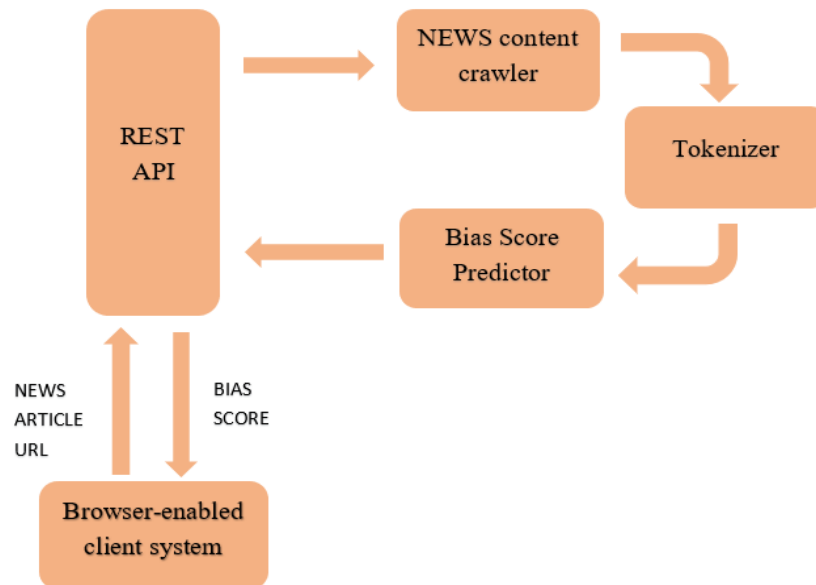 NEWS content
crawler
REST
API
Tokenizer
Bias Score
Predictor
NEWS
ARTICLE
URL
BIAS
SCORE
Browser-enabled
client system